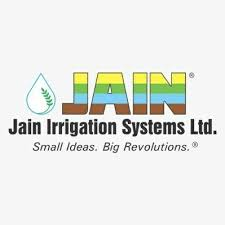 JAIN®
Jain Irrigation Systems Ltd.
Small Ideas. Big Revolutions.®